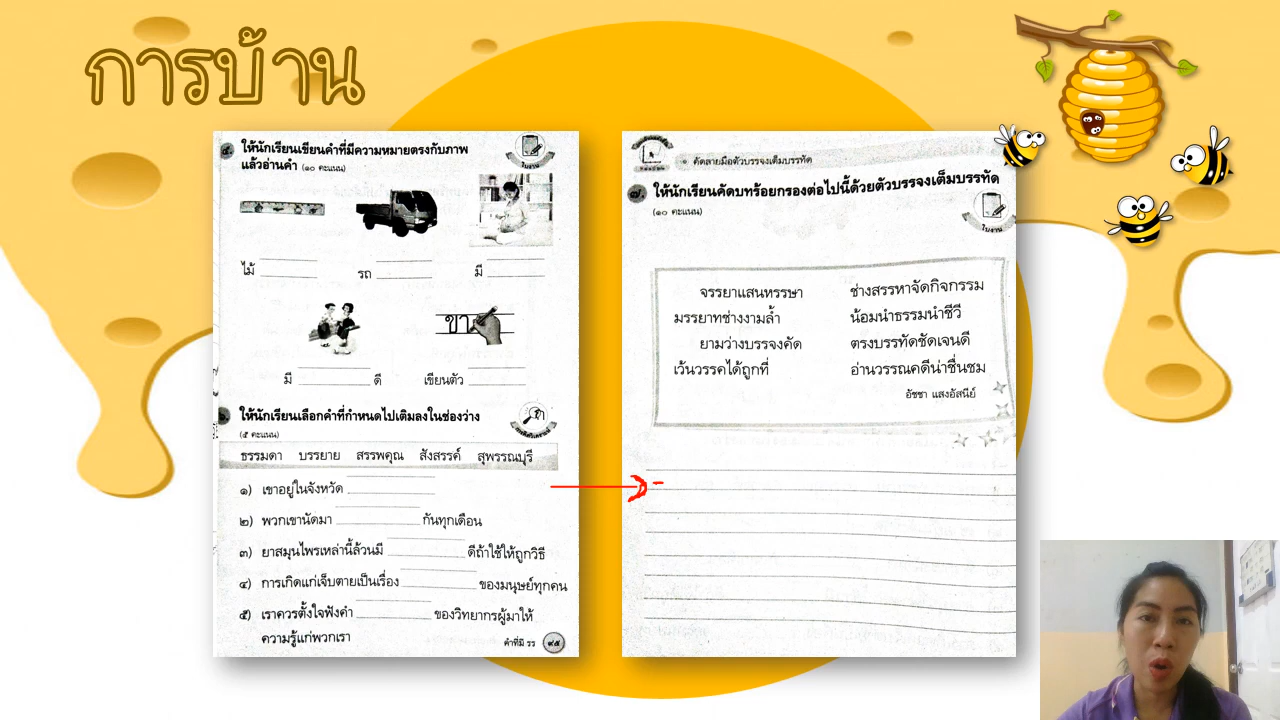 การบ้าน
ให้นักเรียนเขียนคำที่มีความหมายตรงกับภาพ
แล้วอ่านคำ (๑๐ คะแนน)
ใบงาน
ไม้
รถ
มี
ขา
มี ดี
เขียนตัว
ให้นักเรียนเลือกคำที่กำหนดไปเติมลงในช่องว่าง
(๕ คะแนน)
ธรรมดา บรรยาย สรรพคุณ สังสรรค์ สุพรรณบุรี
๑) เขาอยู่ในจังหวัด
๒) พวกเขานัดมา กันทุกเดือน
๓) ยาสมุนไพรเหล่านี้ล้วนมี ดีถ้าใช้ให้ถูกวิธี
๔) การเกิดแก่เจ็บตายเป็นเรื่อง ของมนุษย์ทุกคน
๕) เราควรตั้งใจฟังคำ ของวิทยากรผู้มาให้
ความรู้แก่พวกเรา
คำที่มี รร ๙๕
คัดลายมือตัวบรรจงเต็มบรรทัด
ให้นักเรียนคัดบทร้อยกรองต่อไปนี้ด้วยตัวบรรจงเต็มบรรทัด
(๑๐ คะแนน)
ใบงาน
จรรยาแสนหรรษา ช่างสรรหาจัดกิจกรรม
มรรยาทช่างงามล้ำ น้อมนำธรรมนำชีวี
ยามว่างบรรจงคัด ตรงบรรทัดชัดเจนดี
เว้นวรรคได้ถูกที่ อ่านวรรณคดีน่าชื่นชม
อัชชา แสงอัสนีย์